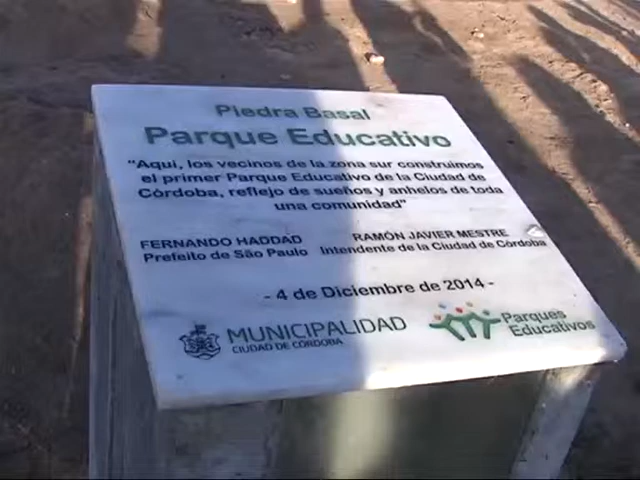 Piedra Basal
Parque Educativo
"Aquí, los vecinos de la zona sur construimos
el primer Parque Educativo de la Ciudad de
Córdoba, reflejo de sueños y anhelos de toda
una comunidad"
FERNANDO HADDAD
Prefeito de São Paulo
RAMÓN JAVIER MESTRE
Intendente de la Ciudad de Córdoba
- 4 de Diciembre de 2014 -
MUNICIPALIDAD
CIUDAD DE CÓRDOBA
Parques
Educativos